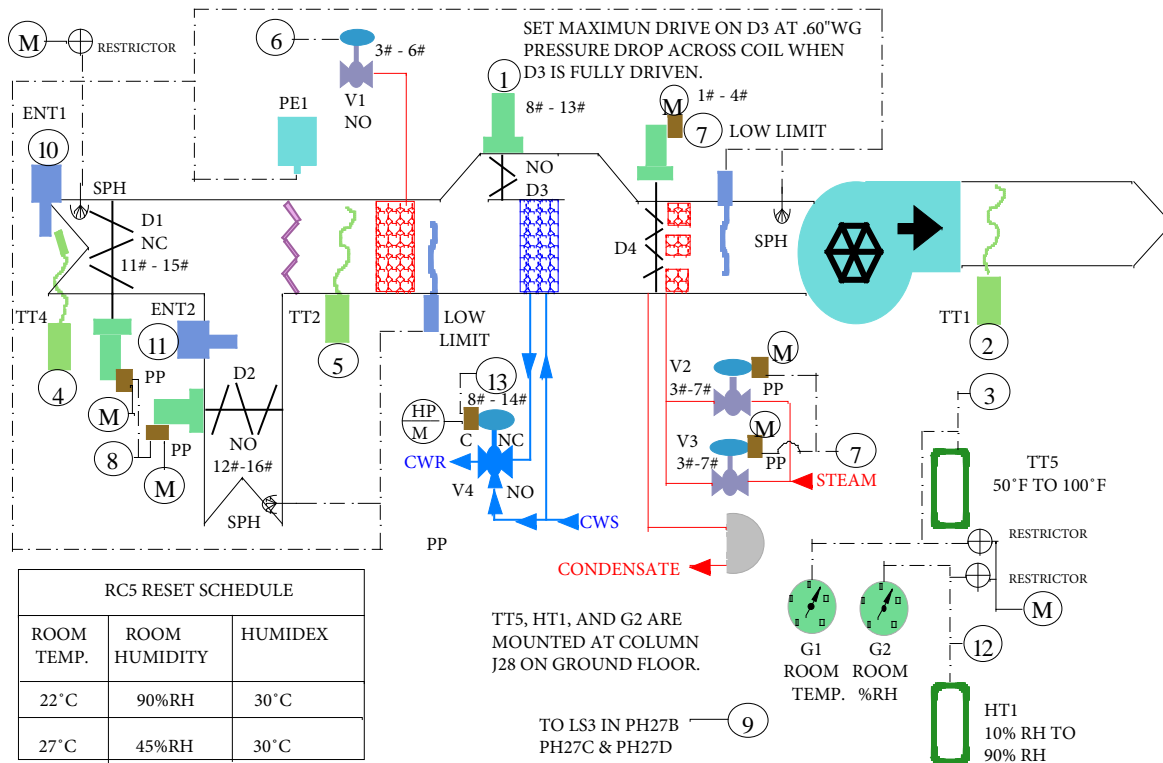 M
RESTRICTOR
6
3# - 6#
V1
NO
SET MAXIMUN DRIVE ON D3 AT .60"WG
PRESSURE DROP ACROSS COIL WHEN
D3 IS FULLY DRIVEN.
1
8# - 13#
M
1# - 4#
7
LOW LIMIT
ENT1
10
PE1
SPH
D1
NC
11# - 15#
NO
D3
D4
SPH
TT4
4
ENT2
11
TT2
5
LOW
LIMIT
TT1
2
PP
M
8
PP
M
D2
NO
12#-16#
SPH
13
8# - 14#
HP
M
C
NC
CWR
V4
NO
CWS
PP
V2
3#-7#
M
PP
V3
3#-7#
M
PP
7
STEAM
CONDENSATE
3
TT5
50˚F TO 100˚F
RESTRICTOR
RESTRICTOR
M
G1
ROOM
TEMP.
G2
ROOM
%RH
12
HT1
10% RH TO
90% RH
TT5, HT1, AND G2 ARE
MOUNTED AT COLUMN
J28 ON GROUND FLOOR.
TO LS3 IN PH27B
PH27C & PH27D
9
RC5 RESET SCHEDULE
ROOM TEMP.
ROOM HUMIDITY
HUMIDEX
22˚C
90%RH
30˚C
27˚C
45%RH
30˚C